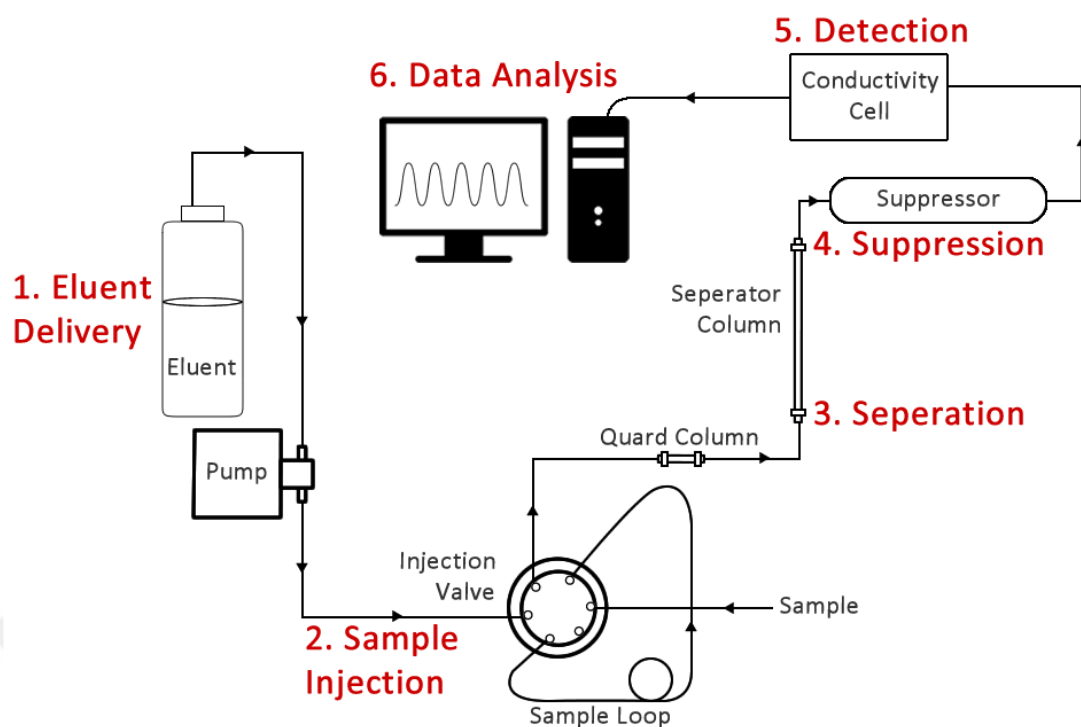 5. Detection
Conductivity
Cell
6. Data Analysis
Suppressor
4. Suppression
1. Eluent
Delivery
Eluent
Seperator
Column
3. Seperation
Quard Column
Pump
Injection
Valve
Sample
2. Sample
Injection
Sample Loop